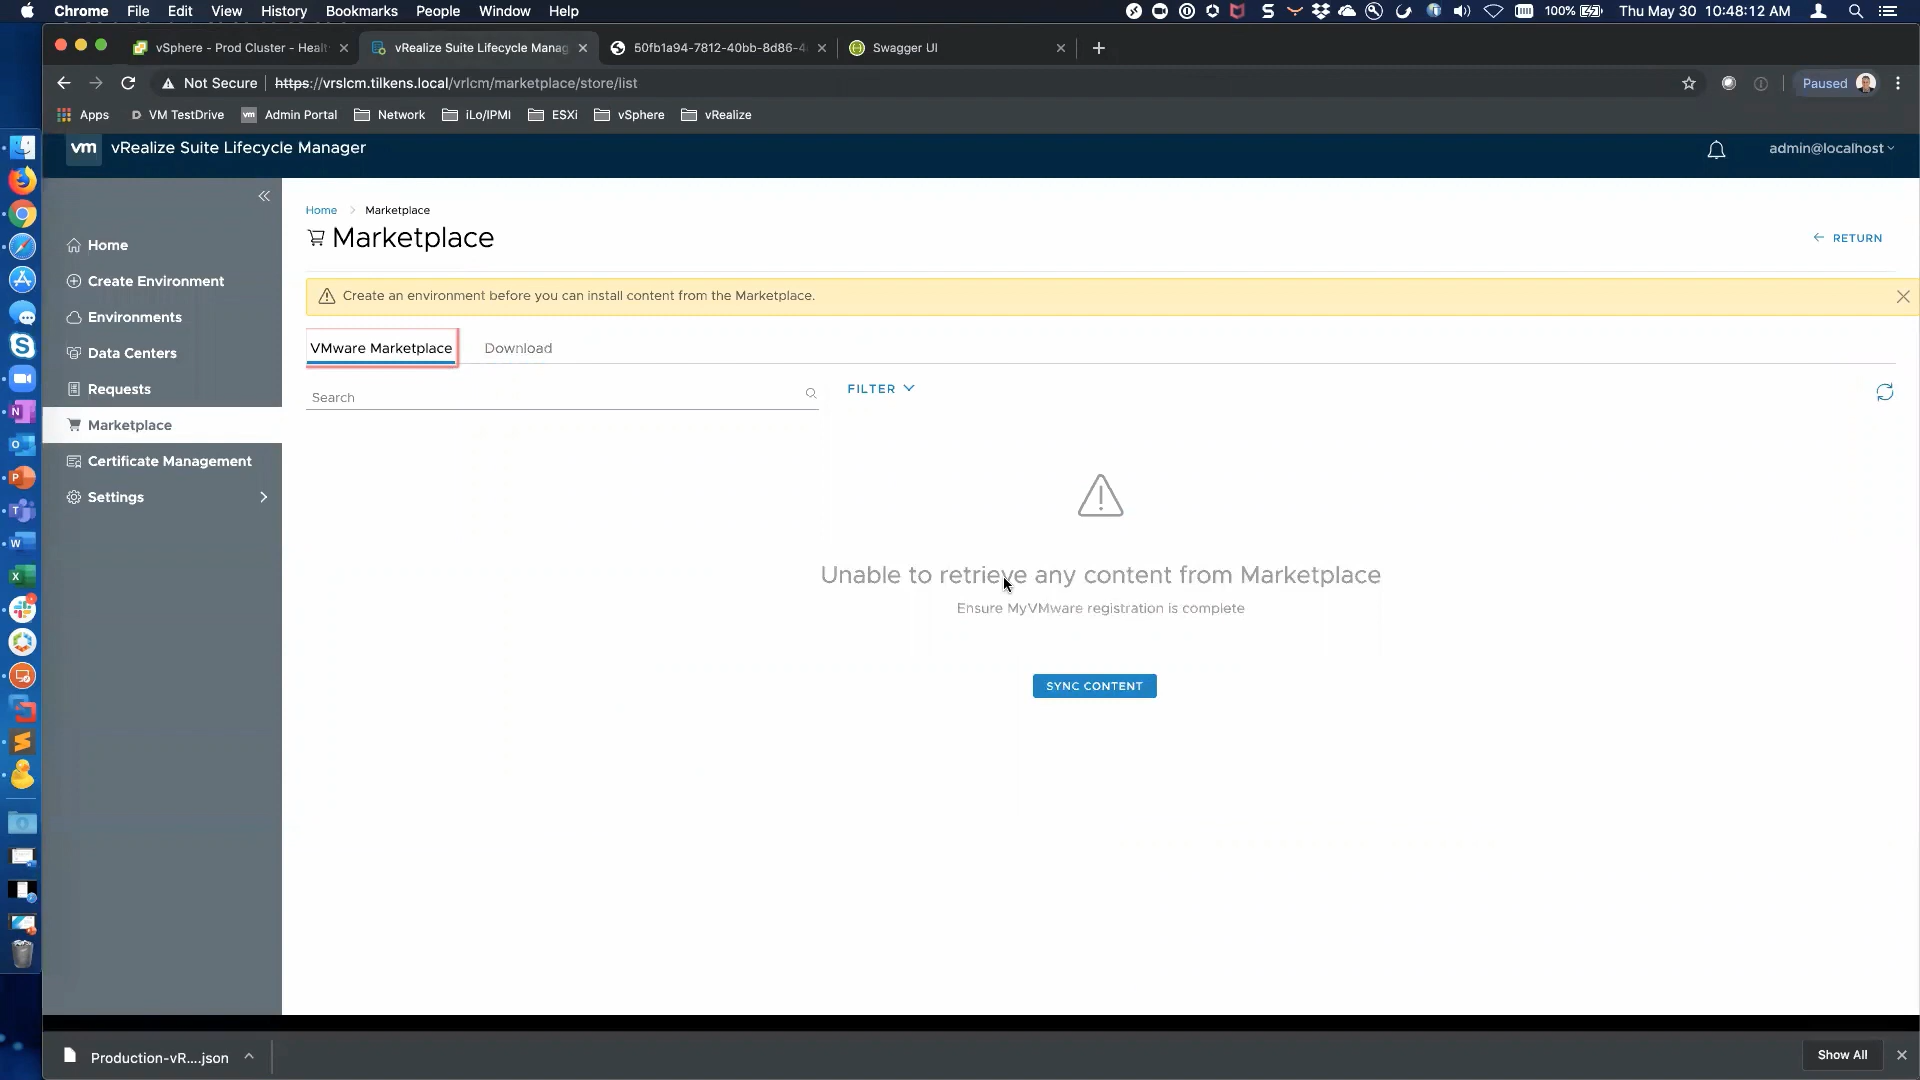 Chrome File Edit View History Bookmarks People Window Help 100% Thu May 30 10:48:12 AM
vSphere - Prod Cluster - Healt vRealize Suite Lifecycle Manag 50fb1a94-7812-40bb-8d86-4 Swagger UI
Not Secure https://vrslcm.tilkens.local/vrlcm/marketplace/store/list Paused
Apps VM TestDrive vm Admin Portal Network iLo/IPMI ESXi vSphere vRealize
vm vRealize Suite Lifecycle Manager admin@localhost
Home
Create Environment
Environments
Data Centers
Requests
Marketplace
Certificate Management
Settings
Home > Marketplace
Marketplace
RETURN
Create an environment before you can install content from the Marketplace.
VMware Marketplace Download
Search FILTER
Unable to retrieve any content from Marketplace
Ensure MyVMware registration is complete
SYNC CONTENT
Production-vR....json Show All